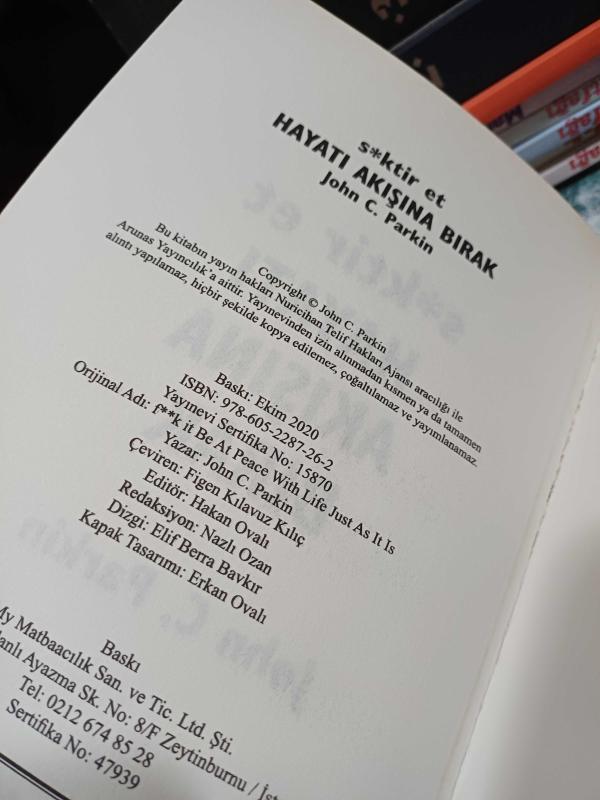 s*ktir et
HAYATI AKIŞINA BIRAK
John C. Parkin
Copyright © John C. Parkin
Bu kitabın yayın hakları Nuricihan Telif Hakları Ajansı aracılığı ile
Arunas Yayıncılık'a aittir. Yayınevinden izin alınmadan kısmen ya da tamamen
alıntı yapılamaz, hiçbir şekilde kopya edilemez, çoğaltılamaz ve yayımlanamaz.
Baskı: Ekim 2020
ISBN: 978-605-2287-26-2
Yayınevi Sertifika No: 15870
Orijinal Adı: f**k it Be At Peace With Life Just As It Is
Yazar: John C. Parkin
Çeviren: Figen Kılavuz Kılıç
Editör: Hakan Ovalı
Redaksiyon: Nazlı Ozan
Dizgi: Elif Berra Bavkır
Kapak Tasarımı: Erkan Ovalı
Baskı
My Matbaacılık San. ve Tic. Ltd. Şti.
Ayazma Sk. No: 8/F Zeytinburnu /
Tel: 0212 674 85 28
Sertifika No: 47939